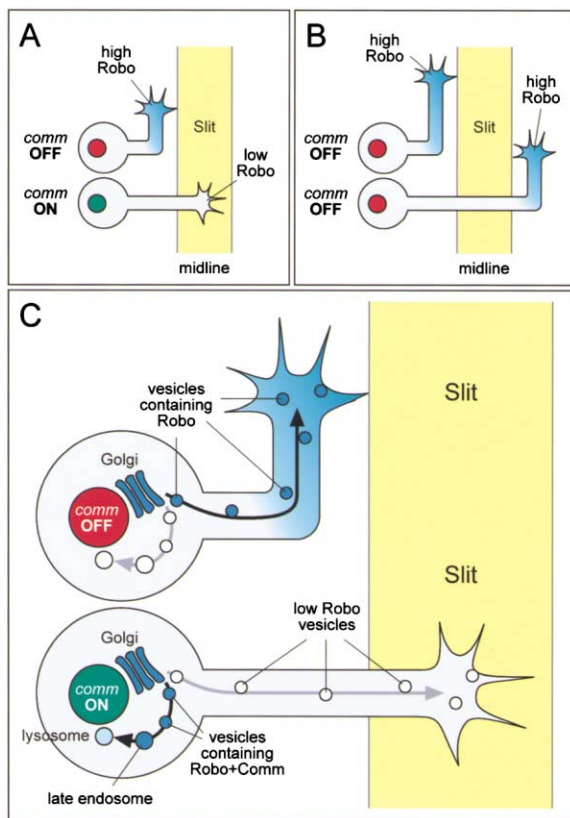 A
high
Robo
comm
OFF
Slit
low
Robo
comm
ON
midline
B
high
Robo
high
Robo
Slit
comm
OFF
comm
OFF
midline
C
vesicles
containing
Robo
Slit
Golgi
comm
OFF
Slit
low Robo
vesicles
Golgi
comm
ON
lysosome
vesicles
containing
Robo+Comm
late endosome